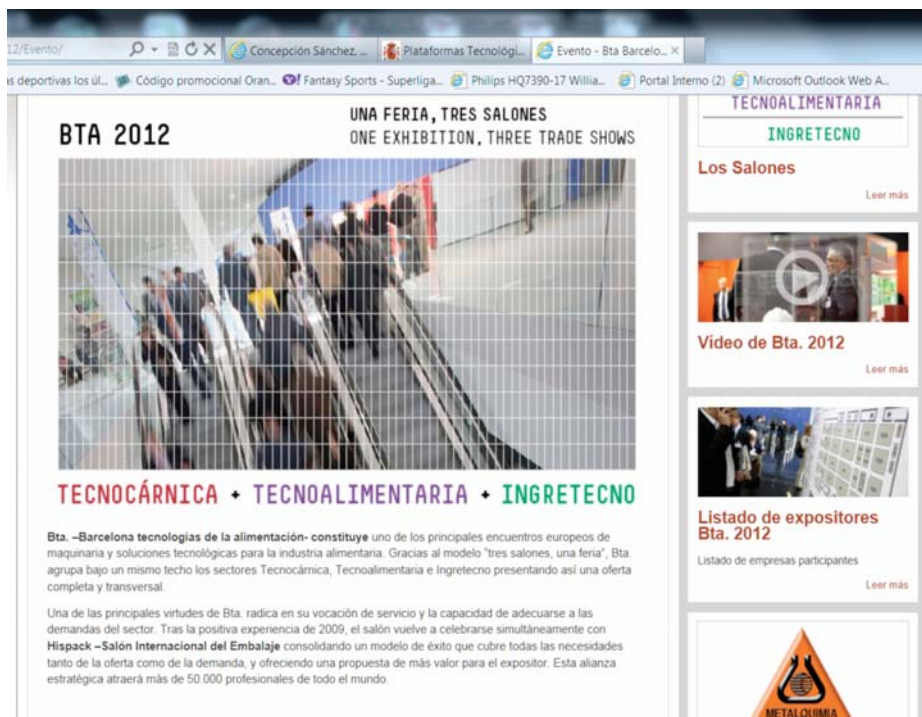 12/Evento/
Concepción Sánchez, ...
Plataformas Tecnológi...
Evento - Bta Barcelo...
as deportivas los úl...
Código promocional Oran...
Fantasy Sports - Superliga...
Philips HQ7390-17 Willia...
Portal Interno (2)
Microsoft Outlook Web A...
BTA 2012
UNA FERIA, TRES SALONES
ONE EXHIBITION, THREE TRADE SHOWS
TECNOCÁRNICA + TECNOALIMENTARIA + INGRETECNO
Bta. –Barcelona tecnologías de la alimentación- constituye uno de los principales encuentros europeos de
maquinaria y soluciones tecnológicas para la industria alimentaria. Gracias al modelo "tres salones, una feria", Bta.
agrupa bajo un mismo techo los sectores Tecnocárnica, Tecnoalimentaria e Ingretecno presentando así una oferta
completa y transversal.
Una de las principales virtudes de Bta. radica en su vocación de servicio y la capacidad de adecuarse a las
demandas del sector. Tras la positiva experiencia de 2009, el salón vuelve a celebrarse simultáneamente con
Hispack –Salón Internacional del Embalaje consolidando un modelo de éxito que cubre todas las necesidades
tanto de la oferta como de la demanda, y ofreciendo una propuesta de más valor para el expositor. Esta alianza
estratégica atraerá más de 50.000 profesionales de todo el mundo.
TECNOALIMENTARIA
INGRETECNO
Los Salones
Leer más
Video de Bta. 2012
Leer más
Listado de expositores
Bta. 2012
Listado de empresas participantes
Leer más
METALQUIMIA